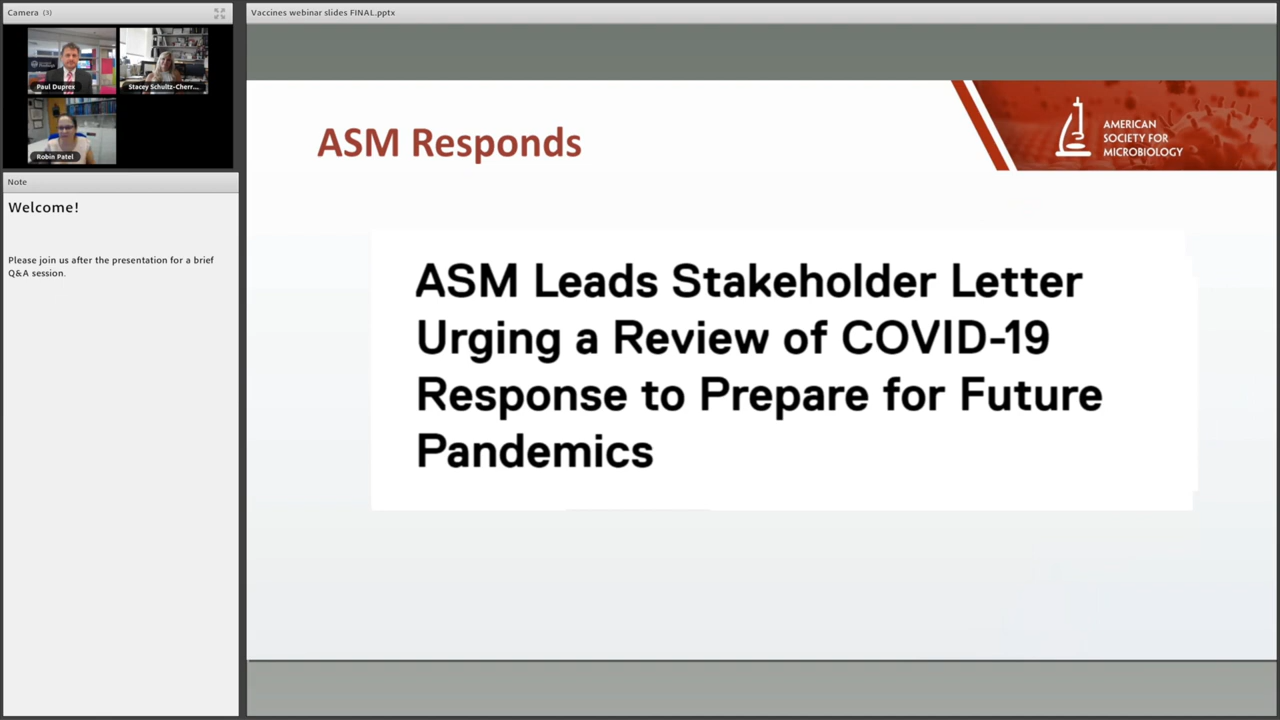 Camera (3)
Paul Duprex
Stacey Schultz-Cherr...
Robin Patel
Note
Welcome!
Please join us after the presentation for a brief
Q&A session.
Vaccines webinar slides FINAL.pptx
ASM Responds
AMERICAN
SOCIETY FOR
MICROBIOLOGY
ASM Leads Stakeholder Letter
Urging a Review of COVID-19
Response to Prepare for Future
Pandemics